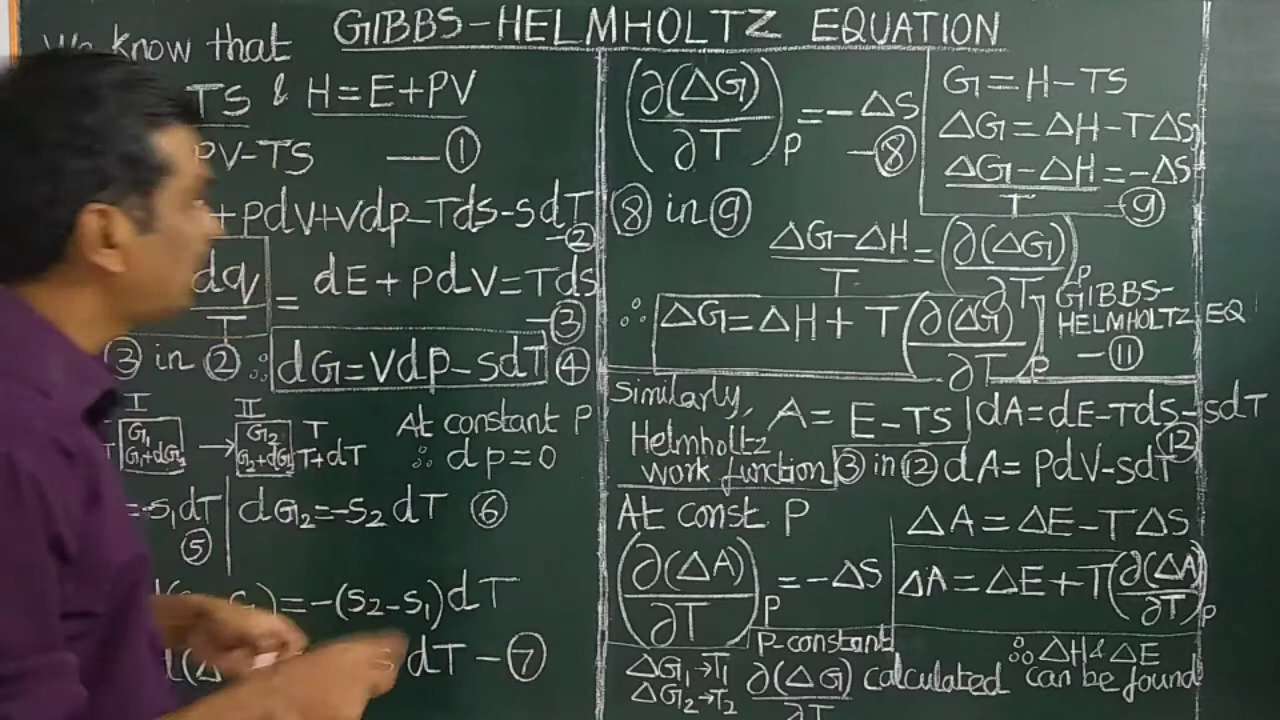 GIBBS-HELMHOLTZ EQUATION
We know that
TS & H=E+PV
PV-TS — ①
+PdV+Vdp-Tds-sdT -②
dq/T = dE+PdV=Tds -③
③ in ② ∴ dG=Vdp-sdT ④
I II
T G₁ → G₂ T
G₁+dG₁ G₂+dG₂ T+dT
At constant P
∴ dp=0
=-S₁dT ⑤ | dG₂=-S₂dT ⑥
)=-(S₂-S₁)dT
d(Δ dT -⑦
(∂(ΔG)/∂T)P =-ΔS -⑧
G=H-TS
ΔG=ΔH-TΔS
ΔG-ΔH/T =-ΔS -⑨
⑧ in ⑨
ΔG-ΔH/T = (∂(ΔG)/∂T)P
∴ ΔG=ΔH+T(∂(ΔG)/∂T)P
GIBBS-
HELMHOLTZ EQ
-⑪
Similarly, A=E-TS | dA=dE-Tds-sdT ⑫
Helmholtz
work function ③ in ⑫ dA=PdV-sdT
At const P
(∂(ΔA)/∂T)P =-ΔS
ΔA=ΔE-TΔS
ΔA=ΔE+T(∂(ΔA)/∂T)P
P-constant
ΔG₁→T₁
ΔG₂→T₂
∂(ΔG)/∂T calculated
∴ ΔH & ΔE
can be found